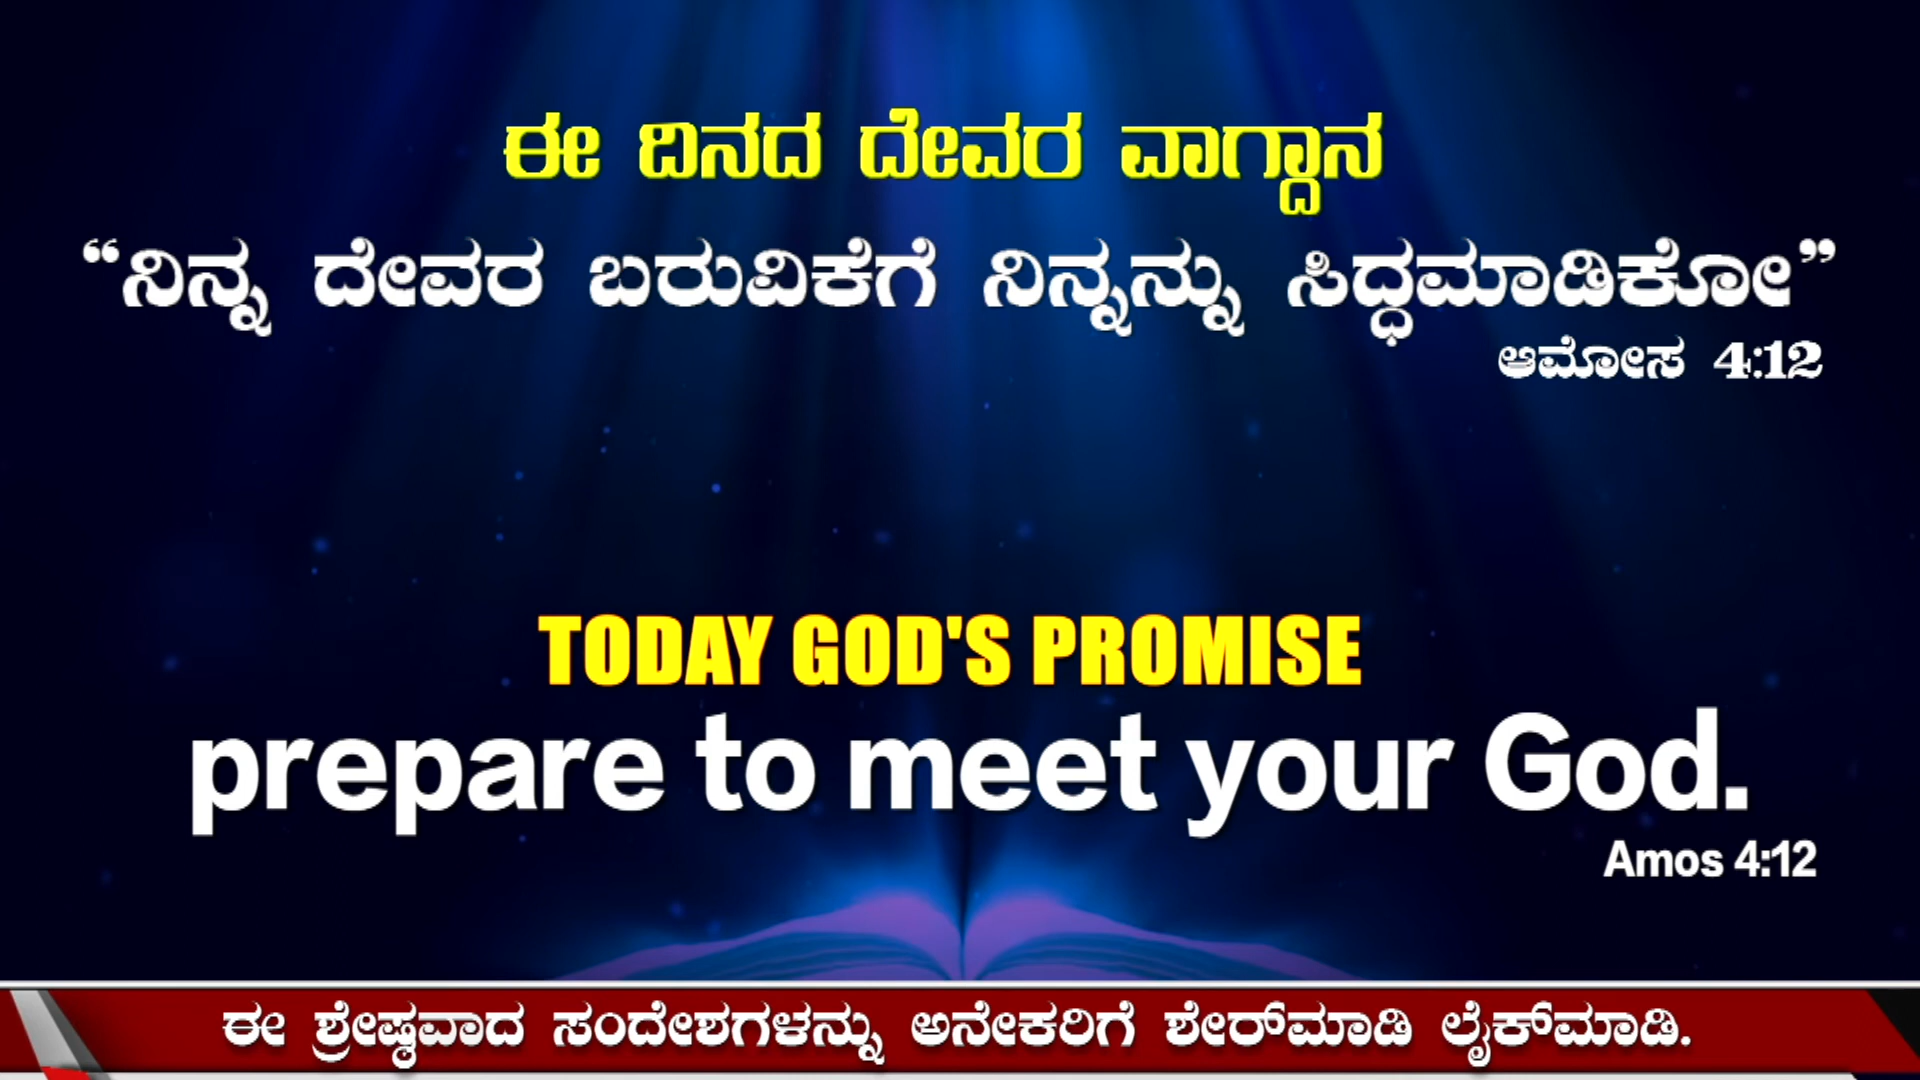 ಈ ದಿನದ ದೇವರ ವಾಗ್ದಾನ
“ನಿನ್ನ ದೇವರ ಬರುವಿಕೆಗೆ ನಿನ್ನನ್ನು ಸಿದ್ಧಮಾಡಿಕೋ”
ಆಮೋಸ 4:12
TODAY GOD'S PROMISE
prepare to meet your God.
Amos 4:12
ಈ ಶ್ರೇಷ್ಠವಾದ ಸಂದೇಶಗಳನ್ನು ಅನೇಕರಿಗೆ ಶೇರ್‌ಮಾಡಿ ಲೈಕ್‌ಮಾಡಿ.